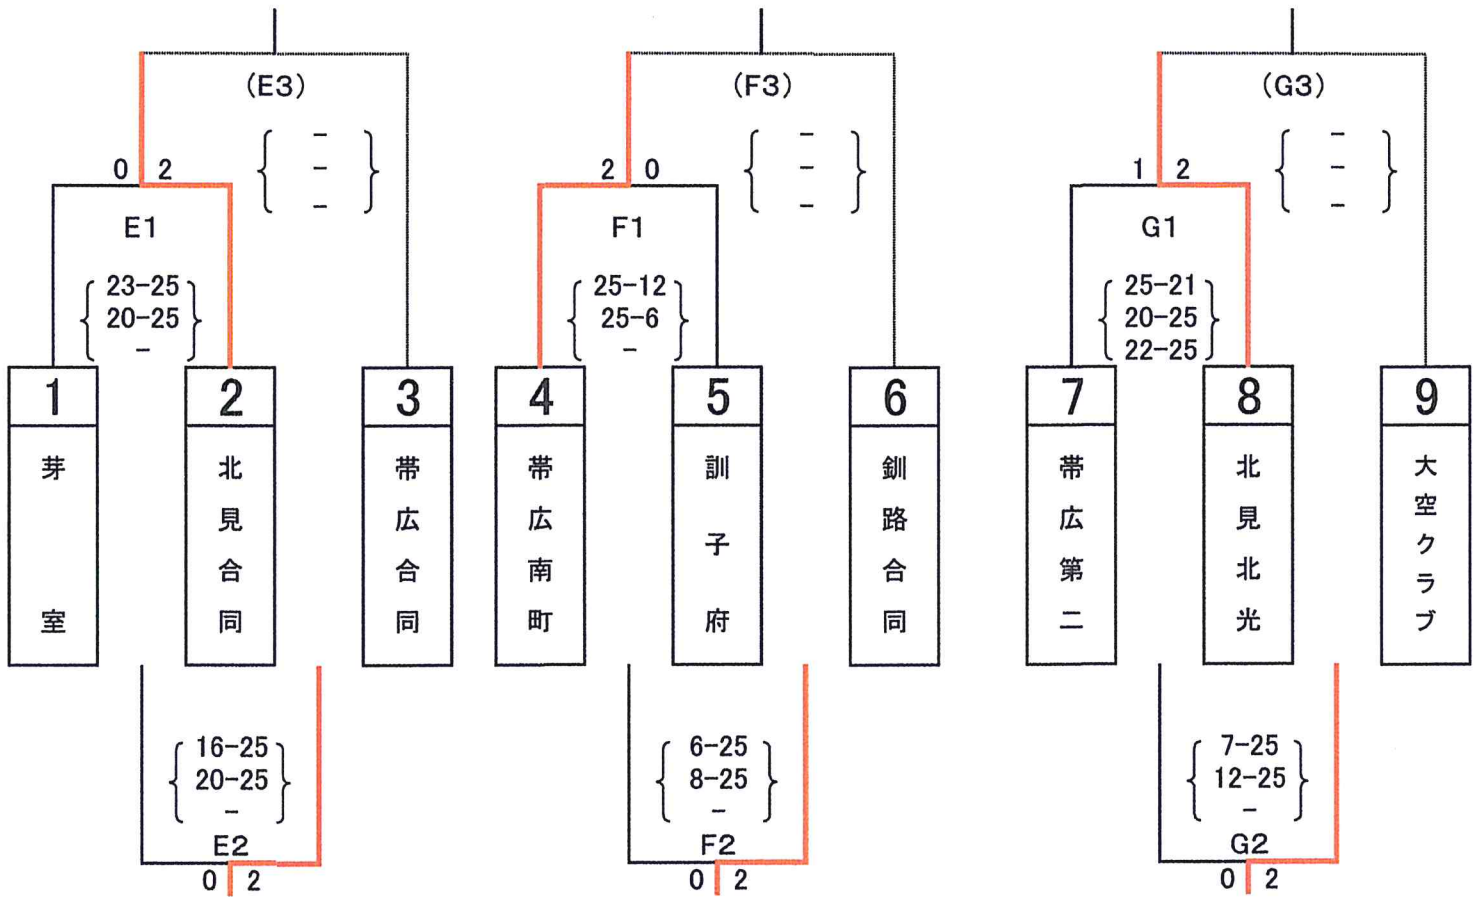 (E3) (F3) (G3)
- - -
0 2 - 2 0 - 1 2 -
- - -
E1 F1 G1
23-25 25-12 25-21
20-25 25-6 20-25
- - 22-25
1 2 3 4 5 6 7 8 9
芽室
北見合同
帯広合同
帯広南町
訓子府
釧路合同
帯広第二
北見北光
大空クラブ
16-25 6-25 7-25
20-25 8-25 12-25
- - -
E2 F2 G2
0 2 0 2 0 2